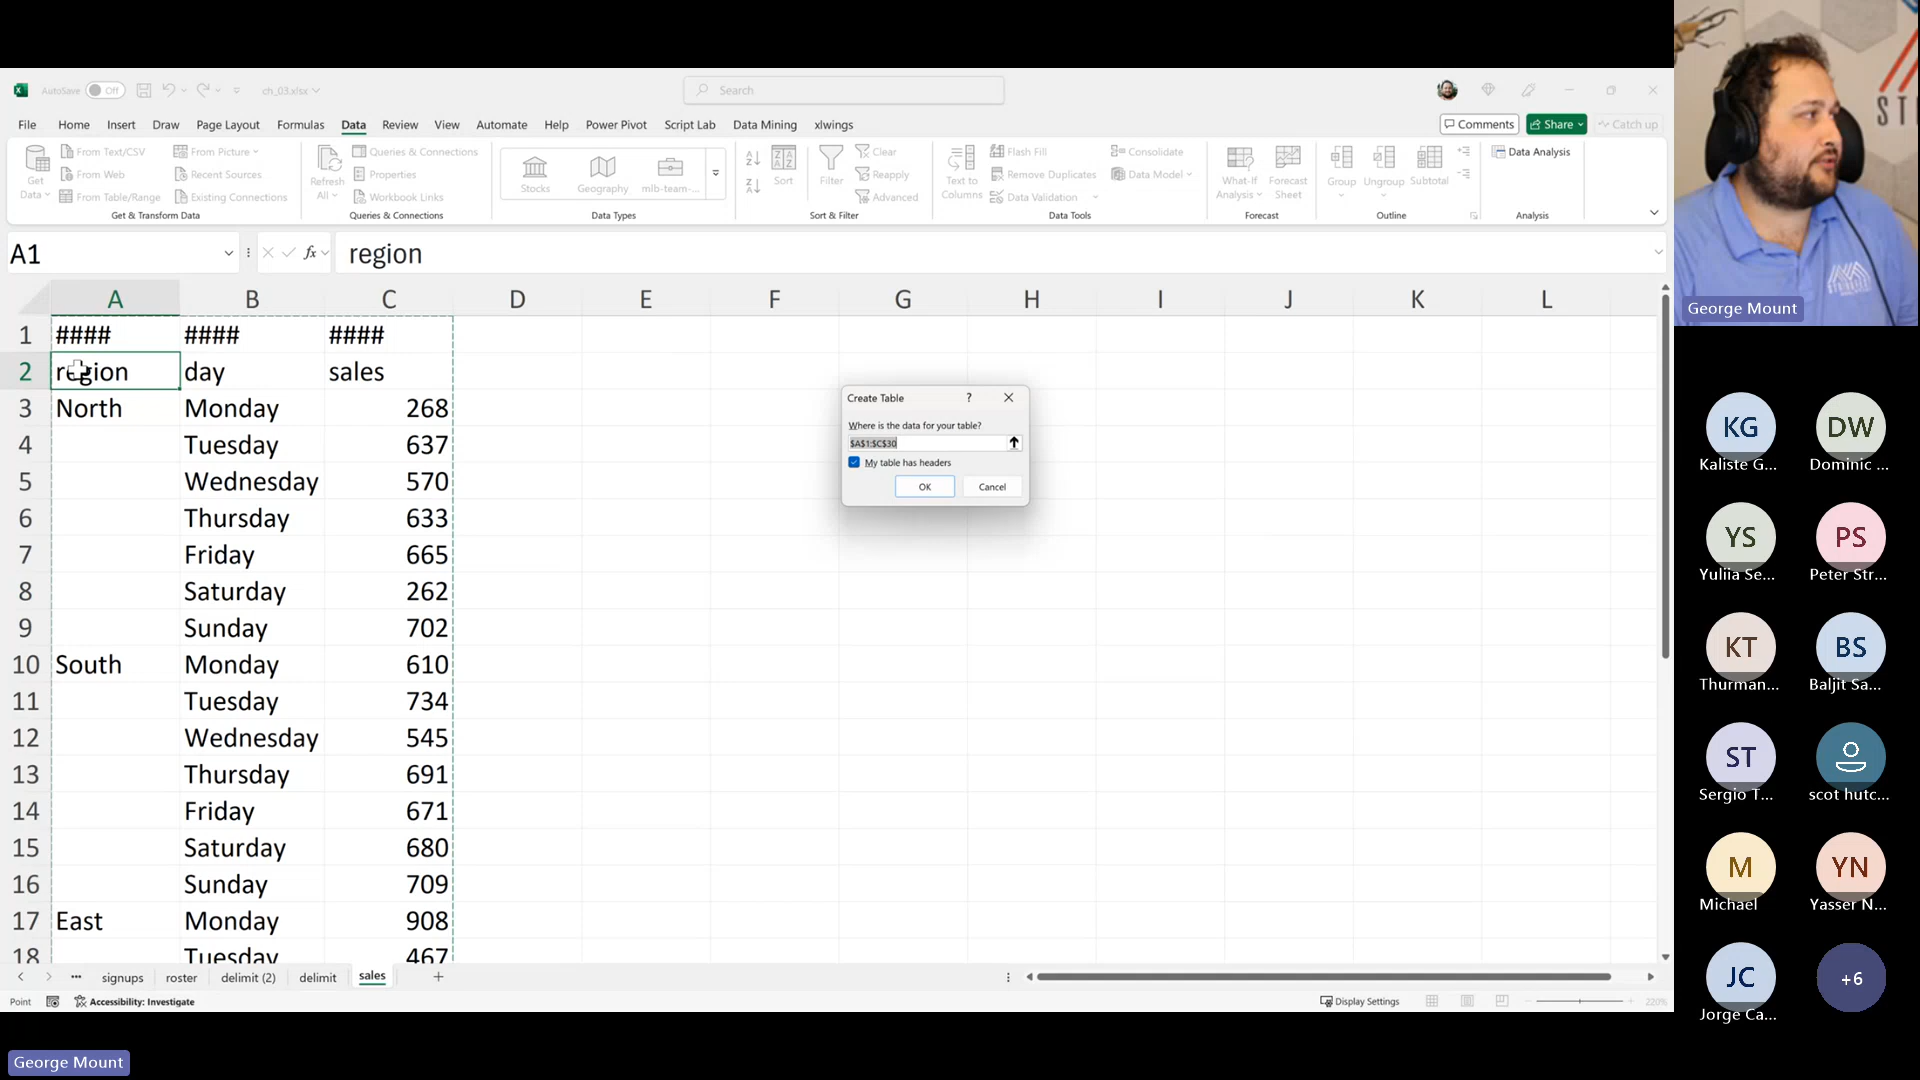 AutoSave Off ch_03.xlsx Search
File Home Insert Draw Page Layout Formulas Data Review View Automate Help Power Pivot Script Lab Data Mining xlwings Comments Share Catch up
Get Data From Text/CSV From Web From Table/Range From Picture Recent Sources Existing Connections
Get & Transform Data
Refresh All Queries & Connections Properties Workbook Links
Queries & Connections
Stocks Geography mlb-team-...
Data Types
Sort Filter Clear Reapply Advanced
Sort & Filter
Text to Columns Flash Fill Remove Duplicates Data Validation Consolidate Data Model
Data Tools
What-If Analysis Forecast Sheet
Forecast
Group Ungroup Subtotal
Outline
Data Analysis
Analysis
A1 fx region
A B C D E F G H I J K L
1 #### #### ####
2 region day sales
3 North Monday 268
4 Tuesday 637
5 Wednesday 570
6 Thursday 633
7 Friday 665
8 Saturday 262
9 Sunday 702
10 South Monday 610
11 Tuesday 734
12 Wednesday 545
13 Thursday 691
14 Friday 671
15 Saturday 680
16 Sunday 709
17 East Monday 908
18 Tuesday 467
Create Table ?
Where is the data for your table?
$A$1:$C$30
My table has headers
OK Cancel
signups roster delimit (2) delimit sales
Point Accessibility: Investigate Display Settings 220%
George Mount
KG DW
Kaliste G... Dominic ...
YS PS
Yuliia Se... Peter Str...
KT BS
Thurman... Baljit Sa...
ST
Sergio T... scot hutc...
M YN
Michael Yasser N...
JC +6
Jorge Ca...
George Mount